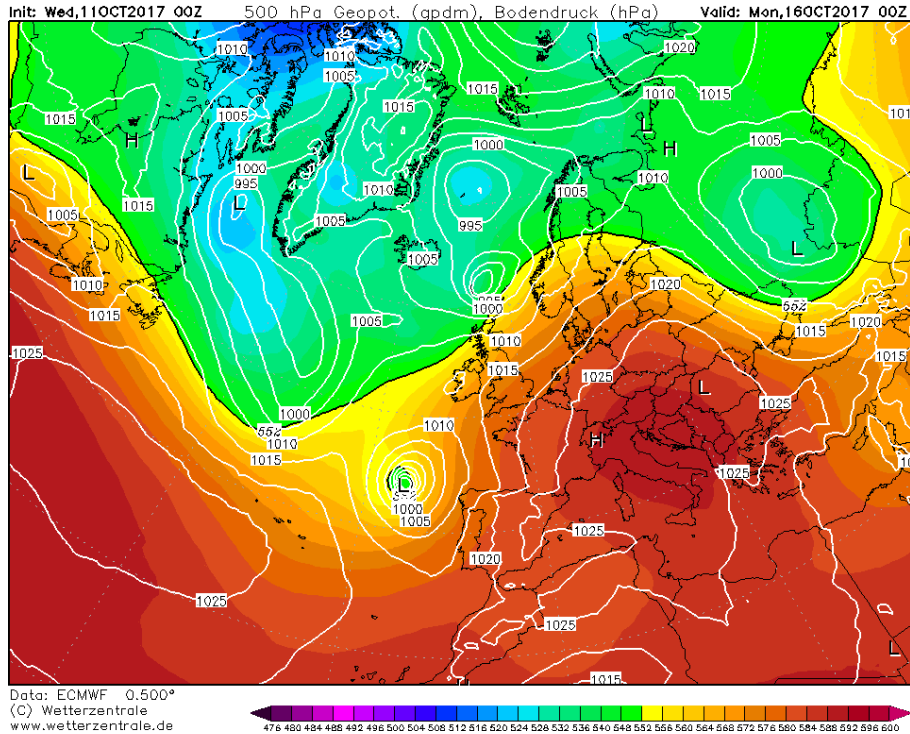 Init: Wed,11OCT2017 00Z 500 hPa Geopot. (gpdm), Bodendruck (hPa) Valid: Mon,16OCT2017 00Z
1010 1010 1020
1005 1015 1010 1015
1015 1005 1015 1005
H L H
L 1000 1000 1000
995 1010 1005 1010
1015 L
1005 1005 995
1005 L
1010 1020
1015 1000 55% 1020
1005 1010 1015
1025 1015 1015
1025 L
1000 1010 1025
55% H
1010
1015 1025
L
1000
1005
1025
1020
1025
1025
L
1015
Data: ECMWF 0.500°
(C) Wetterzentrale
www.wetterzentrale.de
476 480 484 488 492 496 500 504 508 512 516 520 524 528 532 536 540 544 548 552 556 560 564 568 572 576 580 584 588 592 596 600